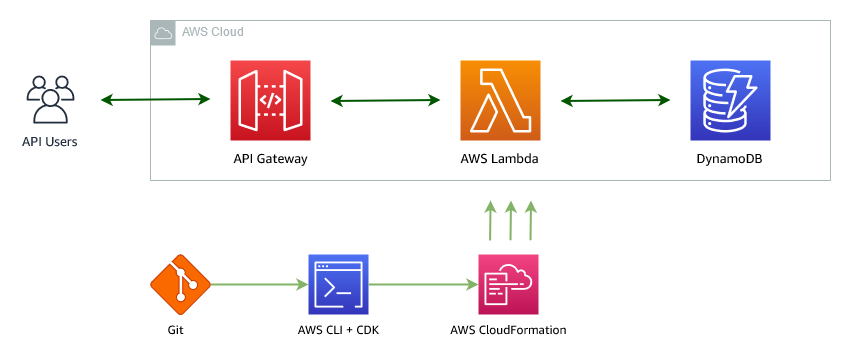 AWS Cloud
API Users
API Gateway
</>
AWS Lambda
DynamoDB
Git
AWS CLI + CDK
AWS CloudFormation